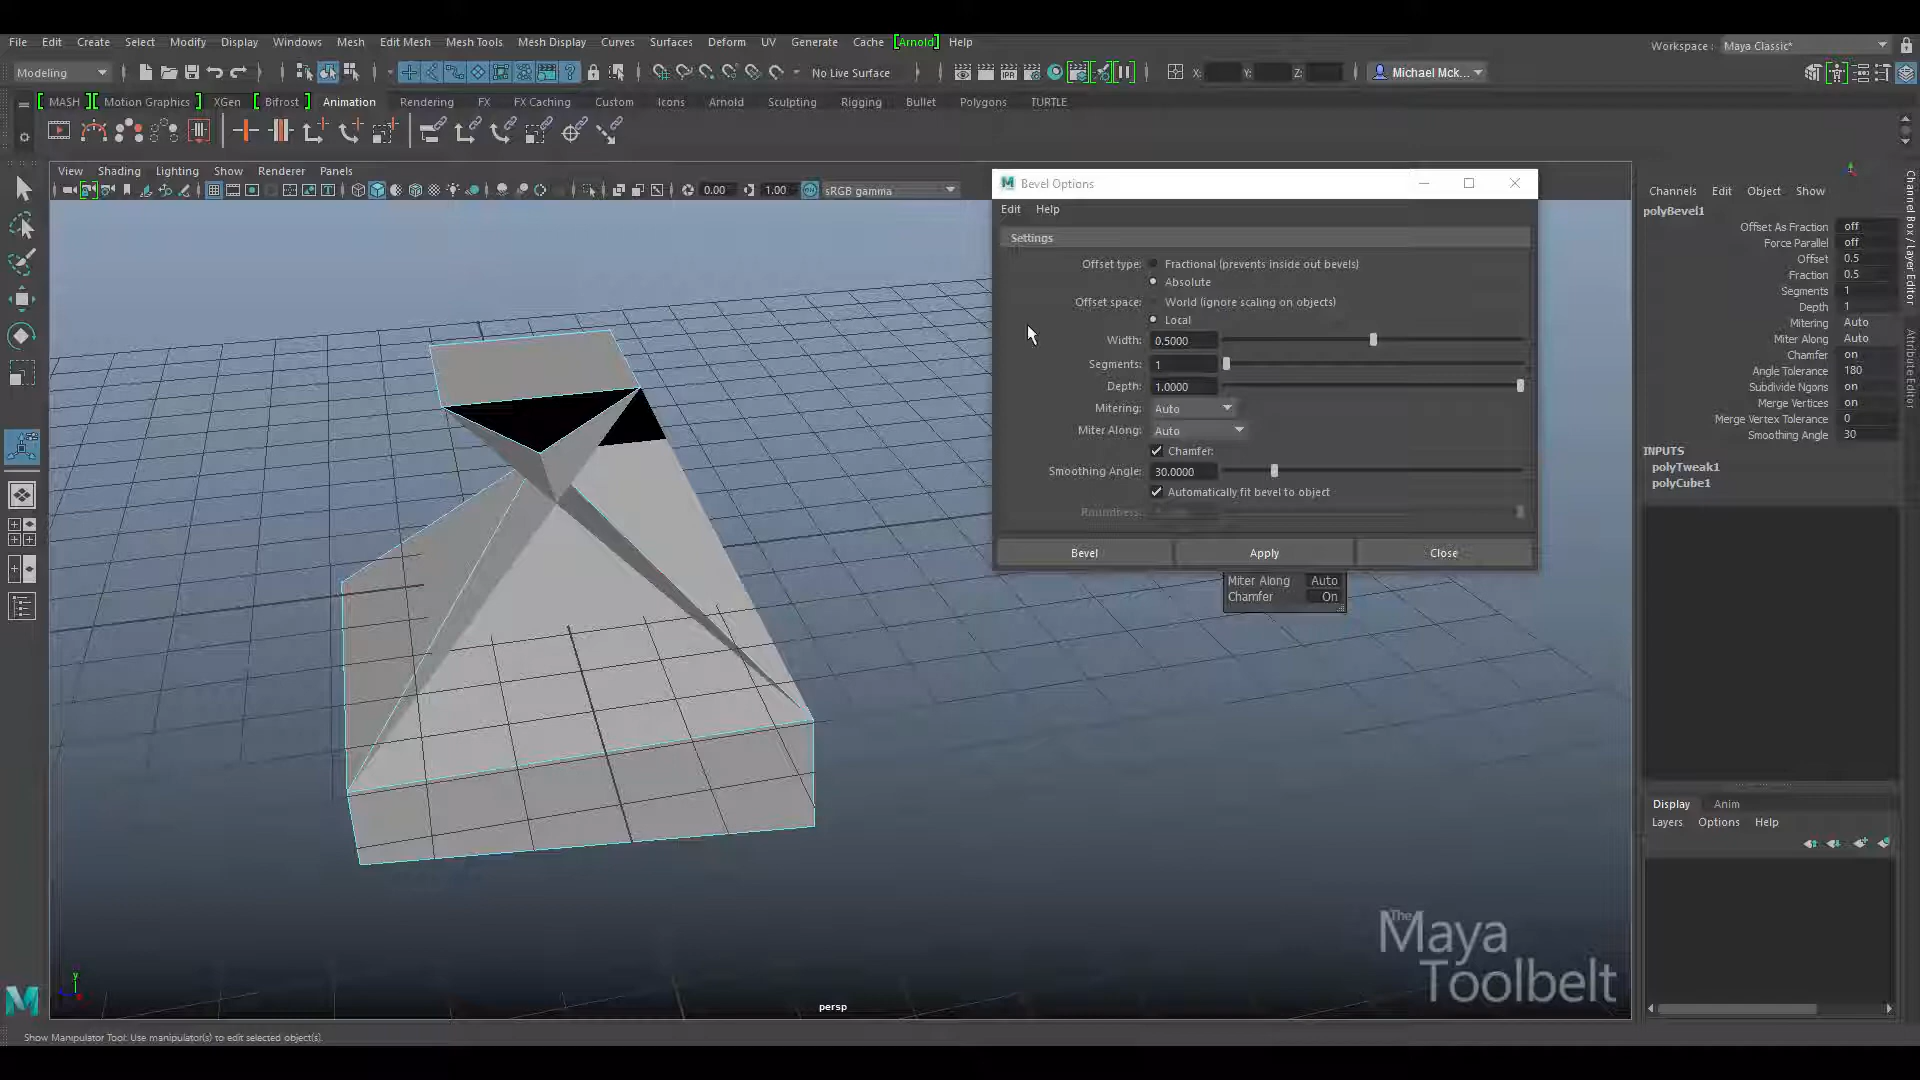 File Edit Create Select Modify Display Windows Mesh Edit Mesh Mesh Tools Mesh Display Curves Surfaces Deform UV Generate Cache [Arnold] Help
Workspace : Maya Classic*
Modeling
No Live Surface
X: Y: Z:
Michael Mck...
MASH Motion Graphics XGen Bifrost Animation Rendering FX FX Caching Custom Icons Arnold Sculpting Rigging Bullet Polygons TURTLE
View Shading Lighting Show Renderer Panels
0.00 1.00 sRGB gamma
Bevel Options
Edit Help
Settings
Offset type: Fractional (prevents inside out bevels)
Absolute
Offset space: World (ignore scaling on objects)
Local
Width: 0.5000
Segments: 1
Depth: 1.0000
Mitering: Auto
Miter Along: Auto
Chamfer:
Smoothing Angle: 30.0000
Automatically fit bevel to object
Roundness:
Bevel Apply Close
Miter Along Auto
Chamfer On
Channels Edit Object Show
polyBevel1
Offset As Fraction off
Force Parallel off
Offset 0.5
Fraction 0.5
Segments 1
Depth 1
Mitering Auto
Miter Along Auto
Chamfer on
Angle Tolerance 180
Subdivide Ngons on
Merge Vertices on
Merge Vertex Tolerance 0
Smoothing Angle 30
INPUTS
polyTweak1
polyCube1
Channel Box / Layer Editor
Attribute Editor
Display Anim
Layers Options Help
The
Maya
Toolbelt
y
persp
Show Manipulator Tool: Use manipulator(s) to edit selected object(s).